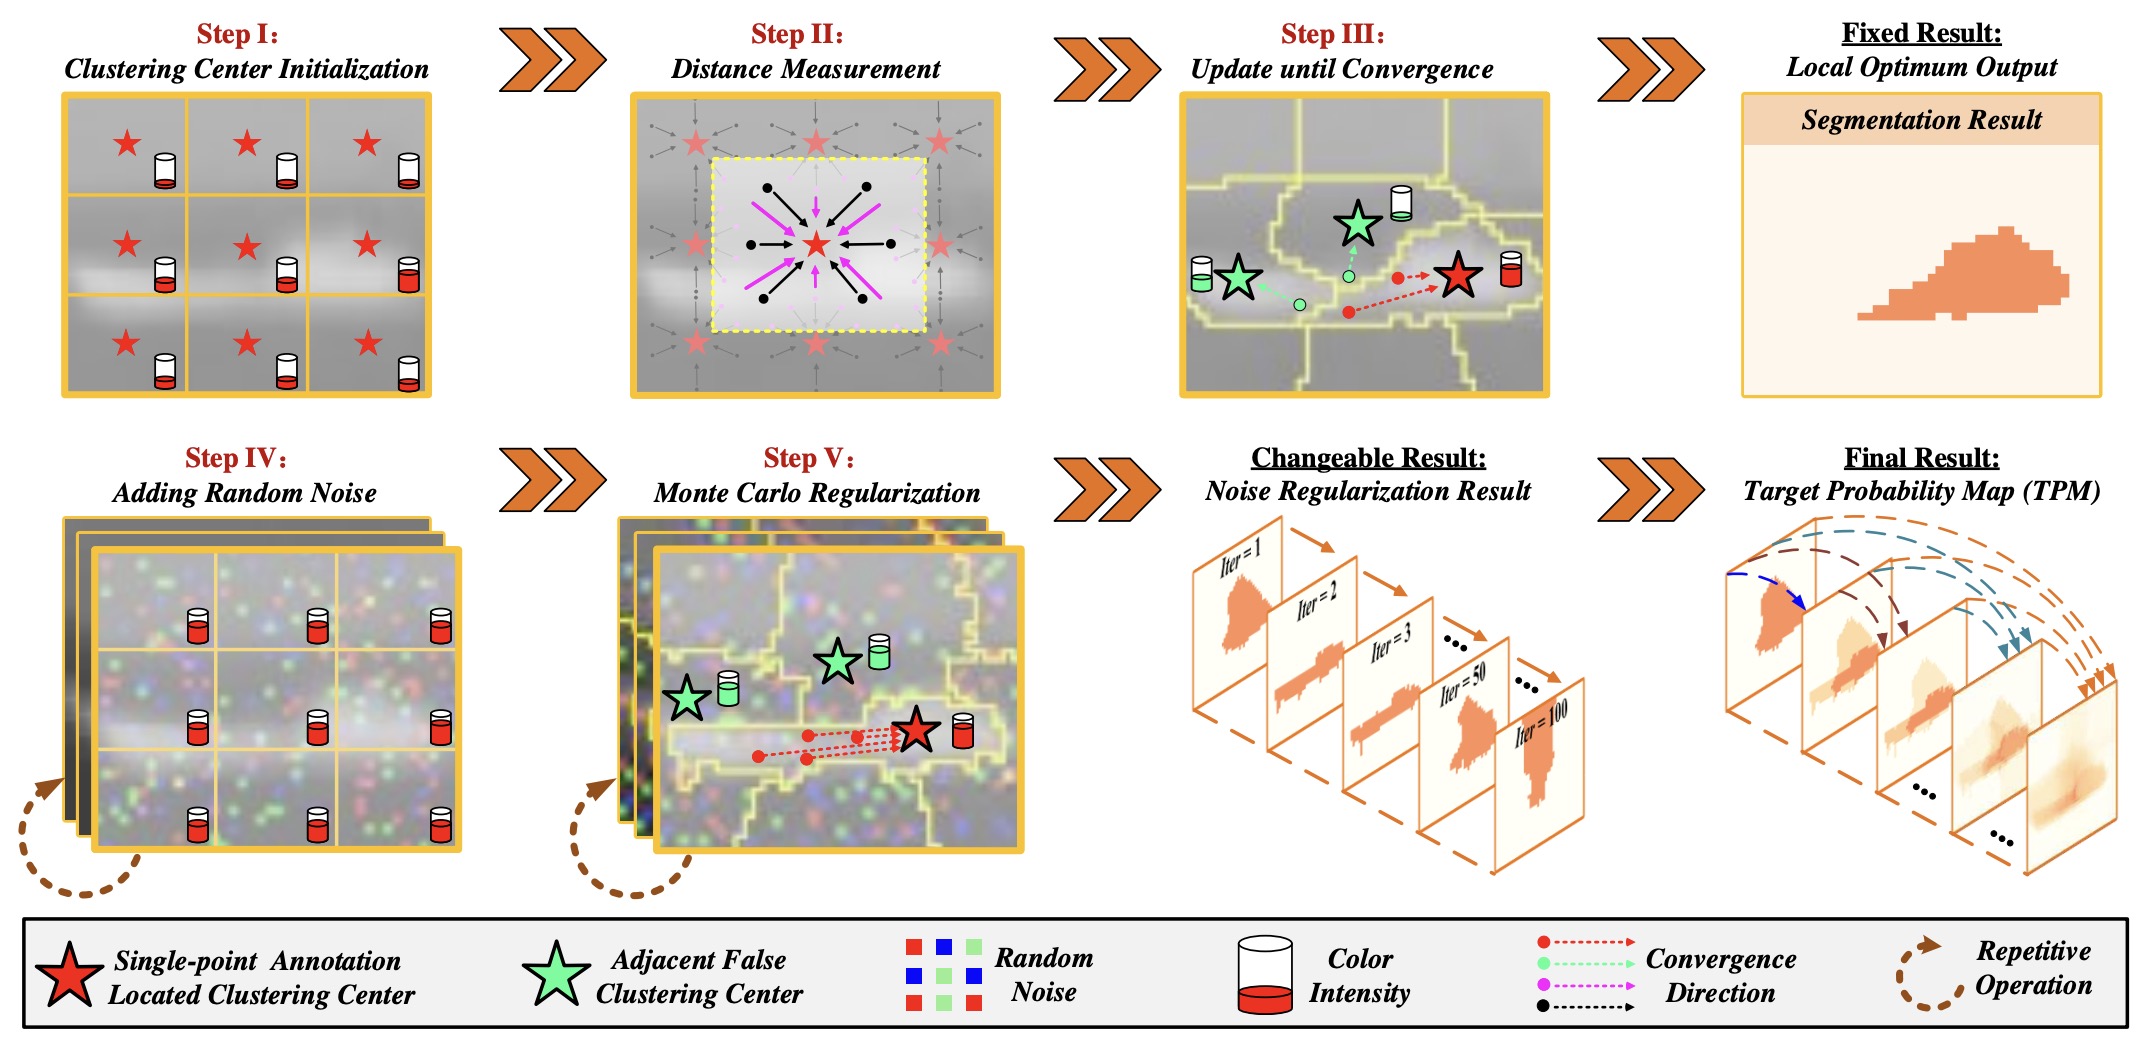 Step I:
Clustering Center Initialization
Step II:
Distance Measurement
Step III:
Update until Convergence
Fixed Result:
Local Optimum Output
Segmentation Result
Step IV:
Adding Random Noise
Step V:
Monte Carlo Regularization
Changeable Result:
Noise Regularization Result
Iter = 1
Iter = 2
Iter = 3
Iter = 50
Iter = 100
Final Result:
Target Probability Map (TPM)
Single-point Annotation
Located Clustering Center
Adjacent False
Clustering Center
Random
Noise
Color
Intensity
Convergence
Direction
Repetitive
Operation